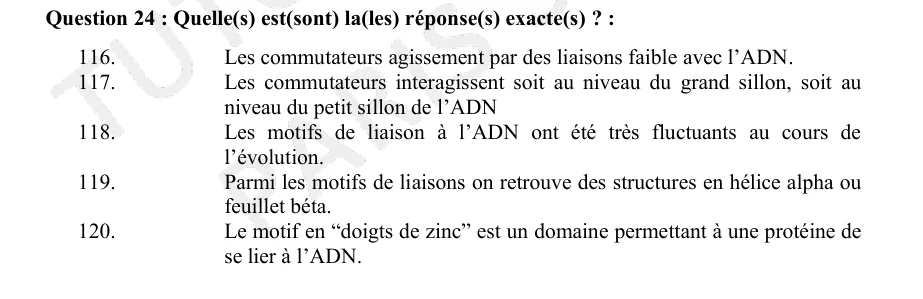 Question 24 : Quelle(s) est(sont) la(les) réponse(s) exacte(s) ? :
116. Les commutateurs agissement par des liaisons faible avec l’ADN.
117. Les commutateurs interagissent soit au niveau du grand sillon, soit au
niveau du petit sillon de l’ADN
118. Les motifs de liaison à l’ADN ont été très fluctuants au cours de
l’évolution.
119. Parmi les motifs de liaisons on retrouve des structures en hélice alpha ou
feuillet béta.
120. Le motif en “doigts de zinc” est un domaine permettant à une protéine de
se lier à l’ADN.